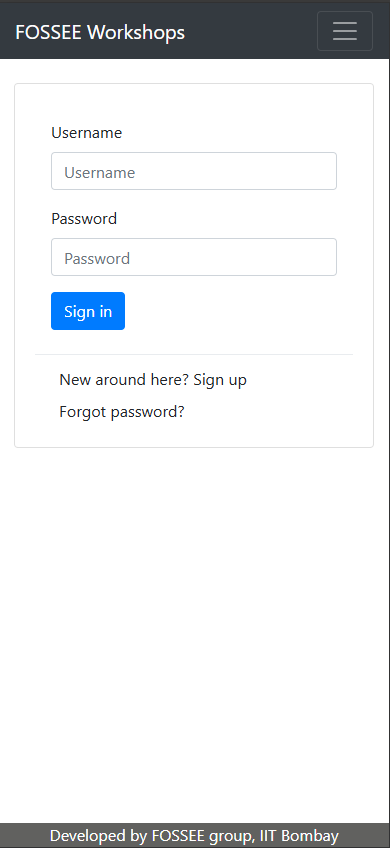 FOSSEE Workshops
Username
Username
Password
Password
Sign in
New around here? Sign up
Forgot password?
Developed by FOSSEE group, IIT Bombay